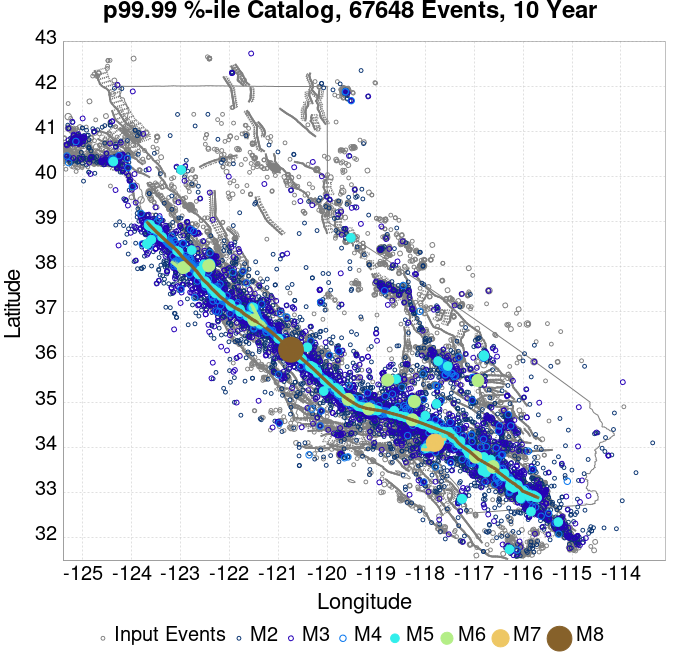 p99.99 %-ile Catalog, 67648 Events, 10 Year
43
42
41
40
39
38
37
36
35
34
33
32
Latitude
-125 -124 -123 -122 -121 -120 -119 -118 -117 -116 -115 -114
Longitude
Input Events M2 M3 M4 M5 M6 M7 M8